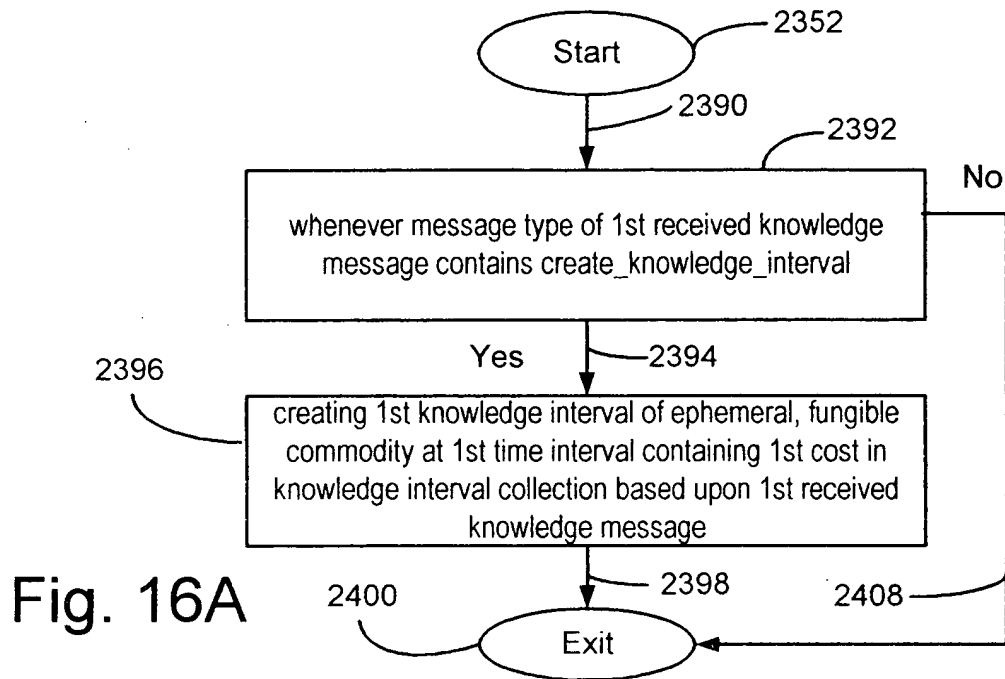 2352
Start
2390
2392
No
whenever message type of 1st received knowledge
message contains create_knowledge_interval
Yes
2394
2396
creating 1st knowledge interval of ephemeral, fungible
commodity at 1st time interval containing 1st cost in
knowledge interval collection based upon 1st received
knowledge message
2398
2408
Fig. 16A
2400
Exit